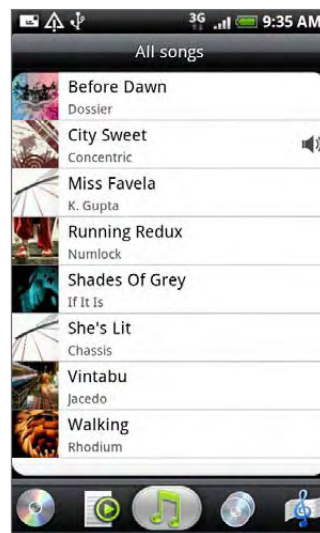 3G 9:35 AM
All songs
Before Dawn
Dossier
City Sweet
Concentric
Miss Favela
K. Gupta
Running Redux
Numlock
Shades Of Grey
If It Is
She's Lit
Chassis
Vintabu
Jacedo
Walking
Rhodium